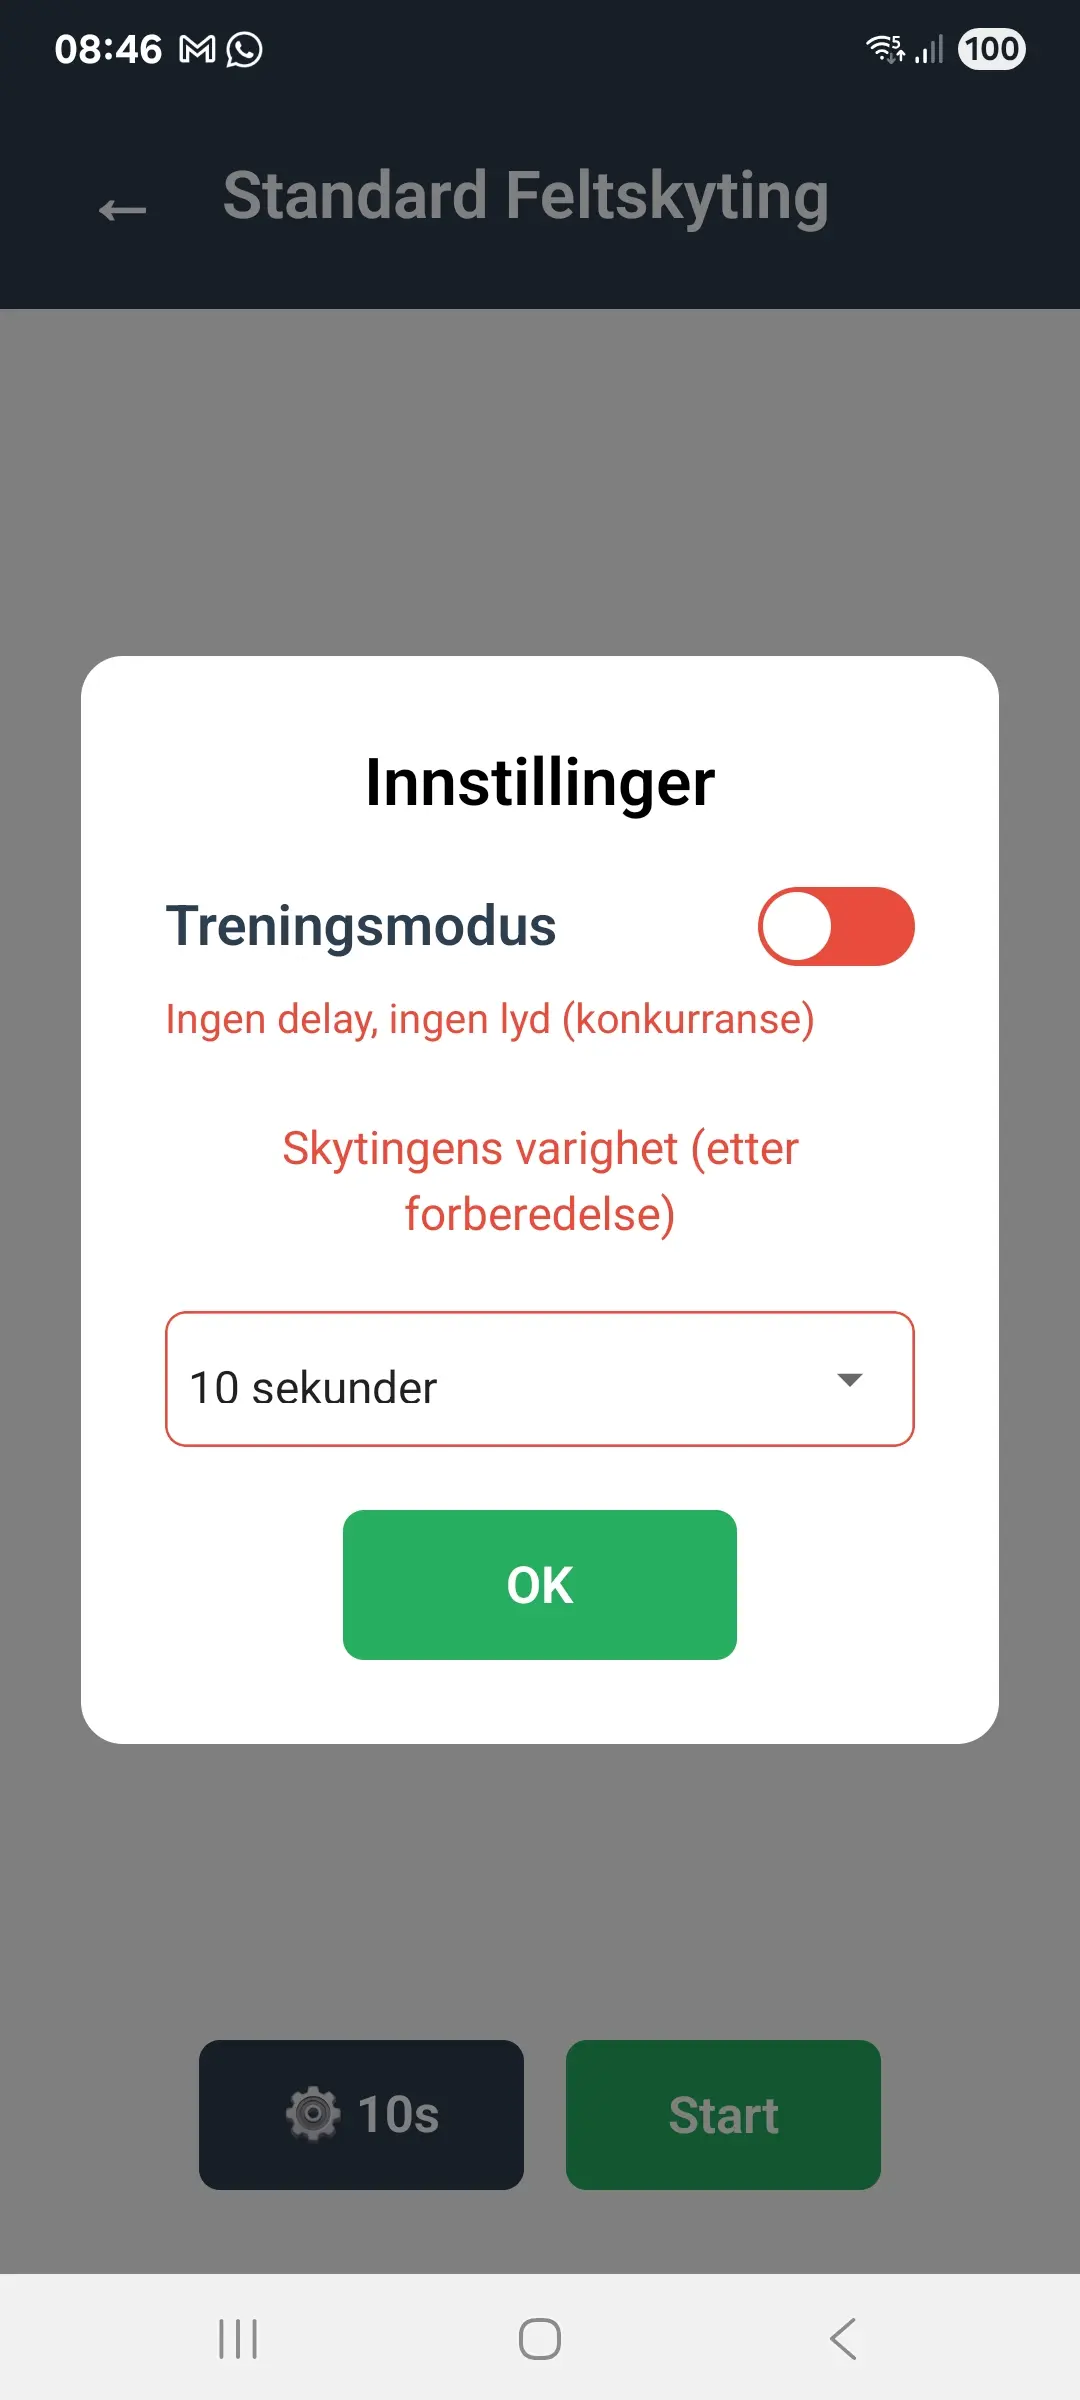 08:46
5
100
← Standard Feltskyting
Innstillinger
Treningsmodus
Ingen delay, ingen lyd (konkurranse)
Skytingens varighet (etter
forberedelse)
10 sekunder
OK
10s
Start